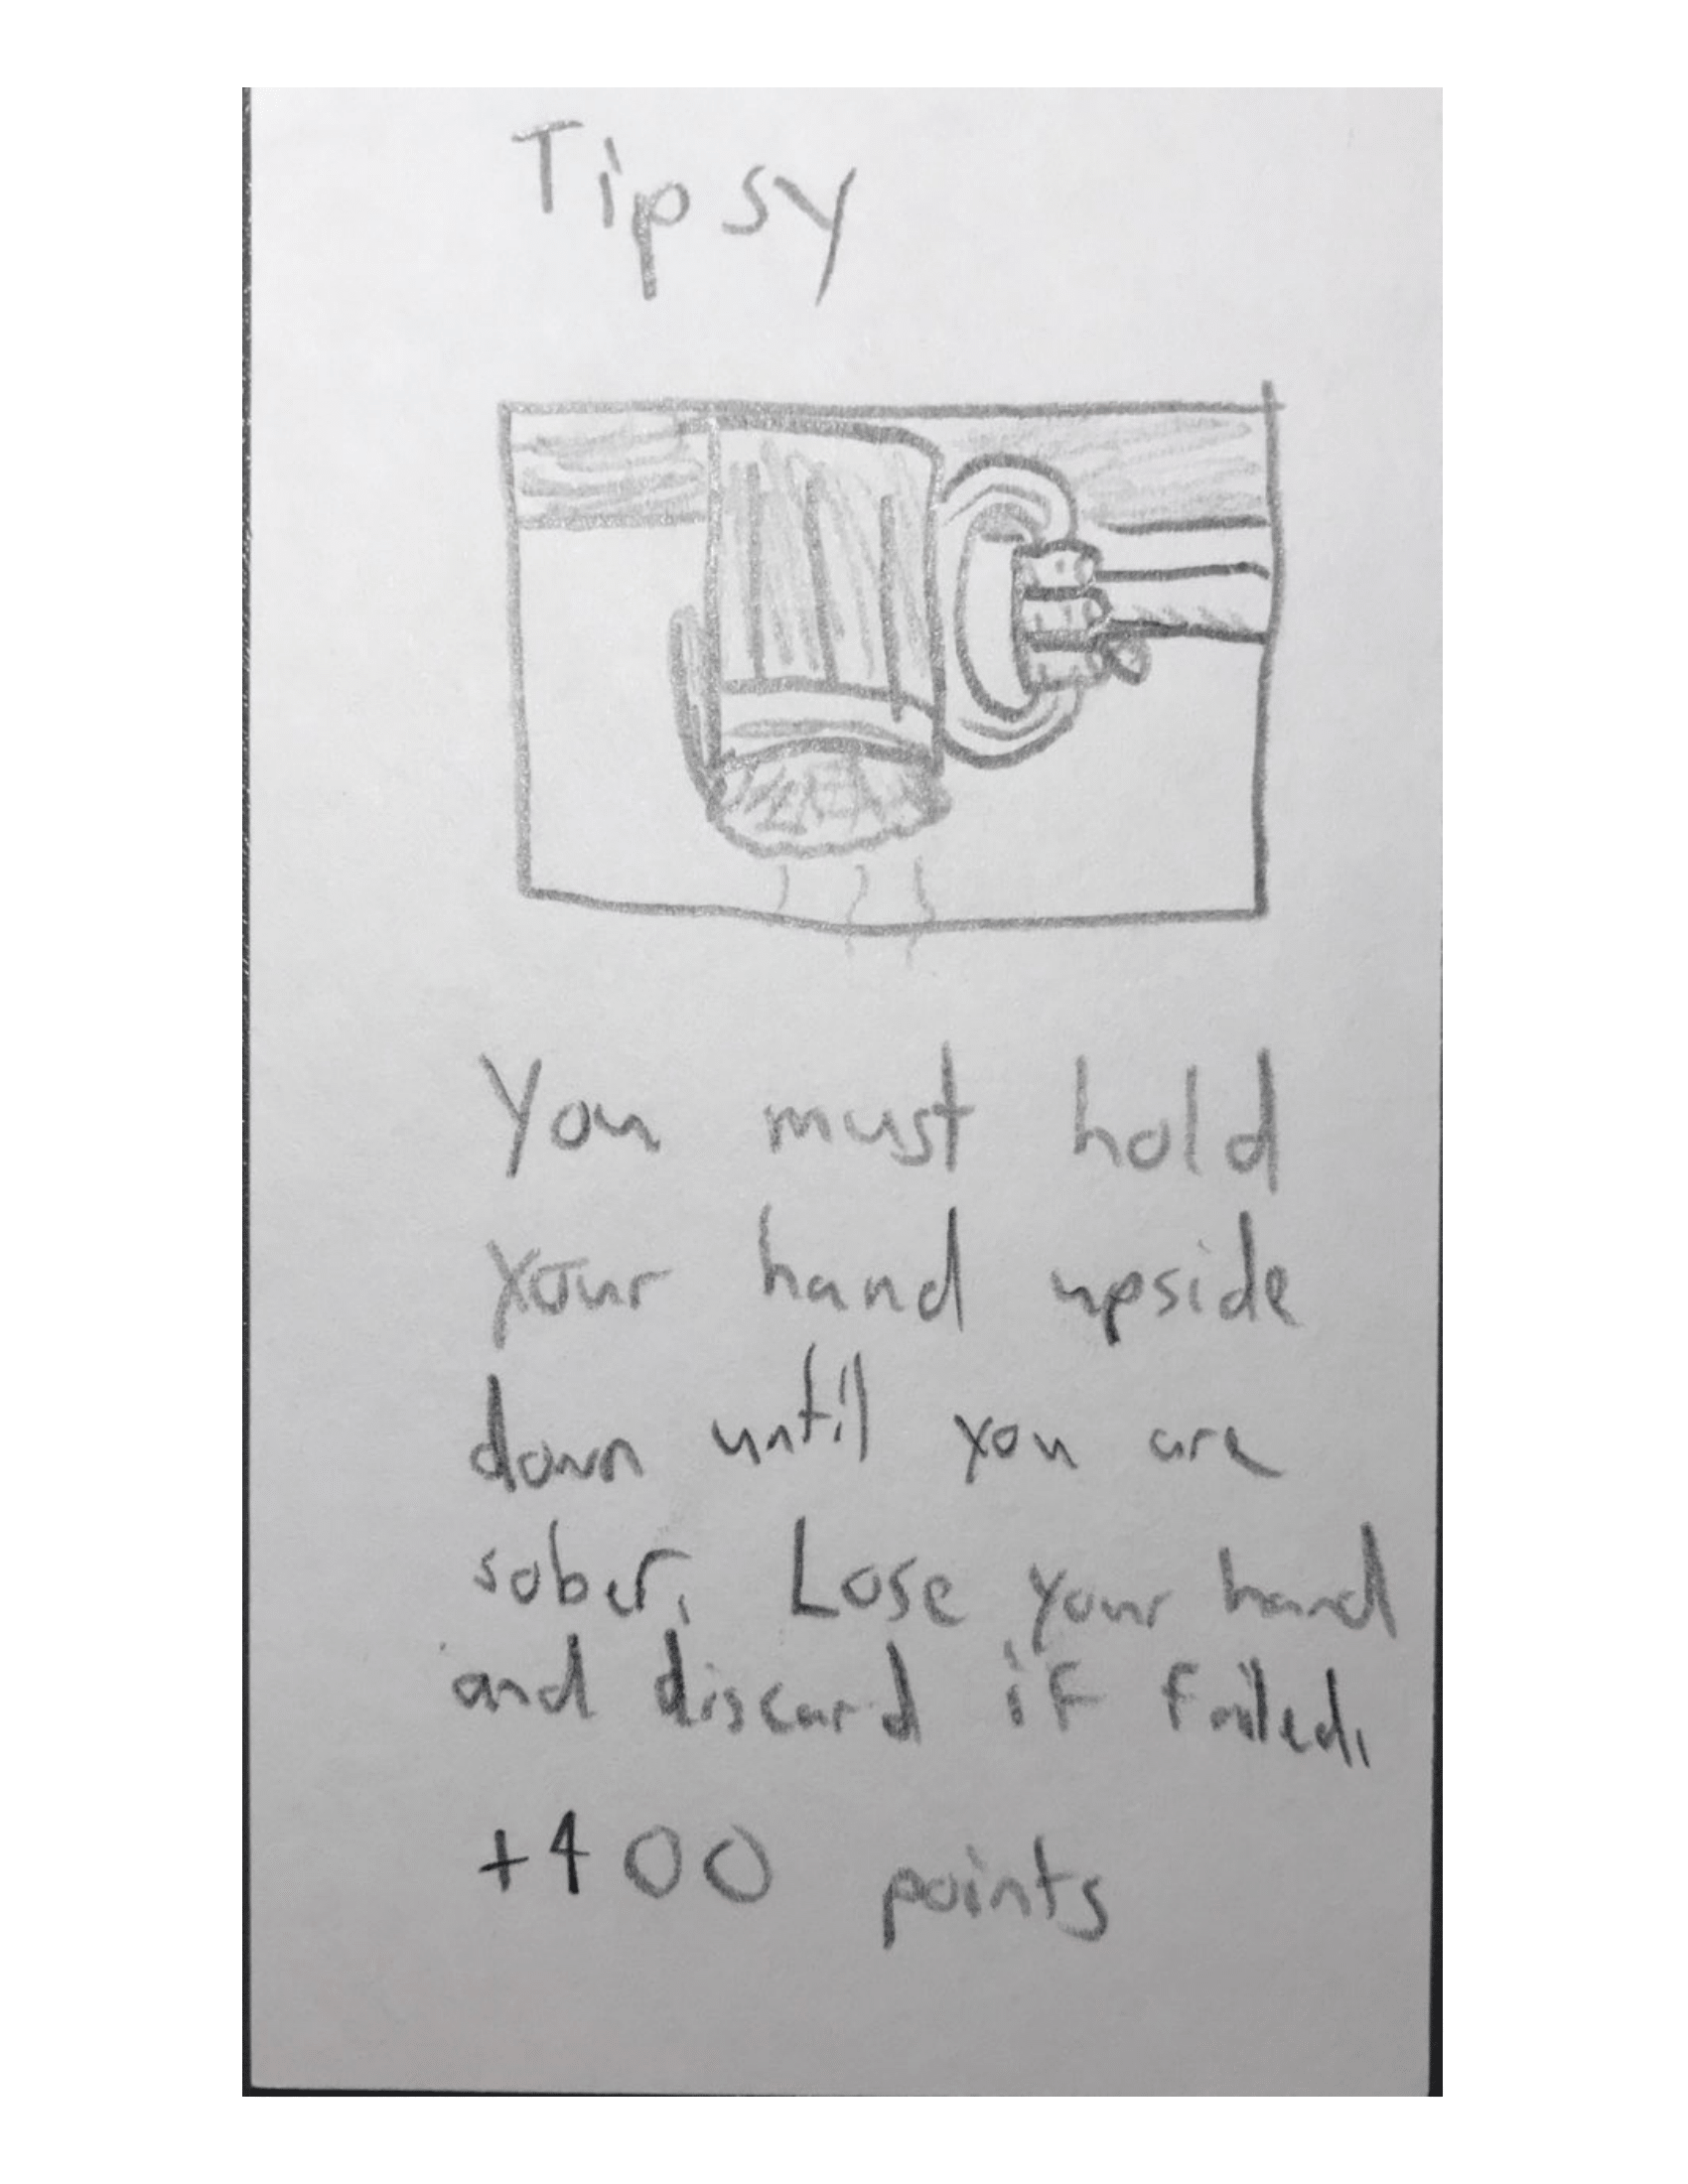 Tipsy
You must hold
your hand upside
down until you are
sober. Lose your hand
and discard if failed.
+400 points